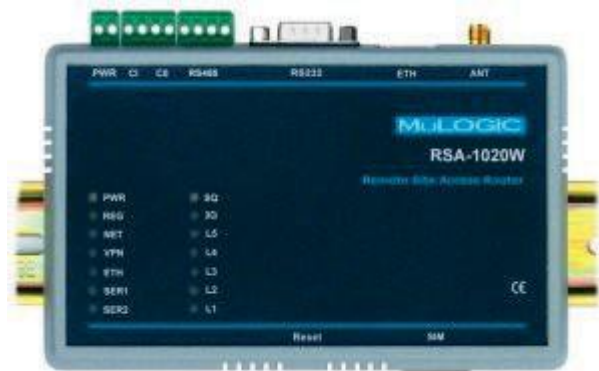 PWR CI C0 RS485 RS232 ETH ANT
MuLOGIC
RSA-1020W
Remote Site Access Router
PWR SQ
REG 3G
NET L5
VPN L4
ETH L3
SER1 L2
SER2 L1
CE
Reset SIM